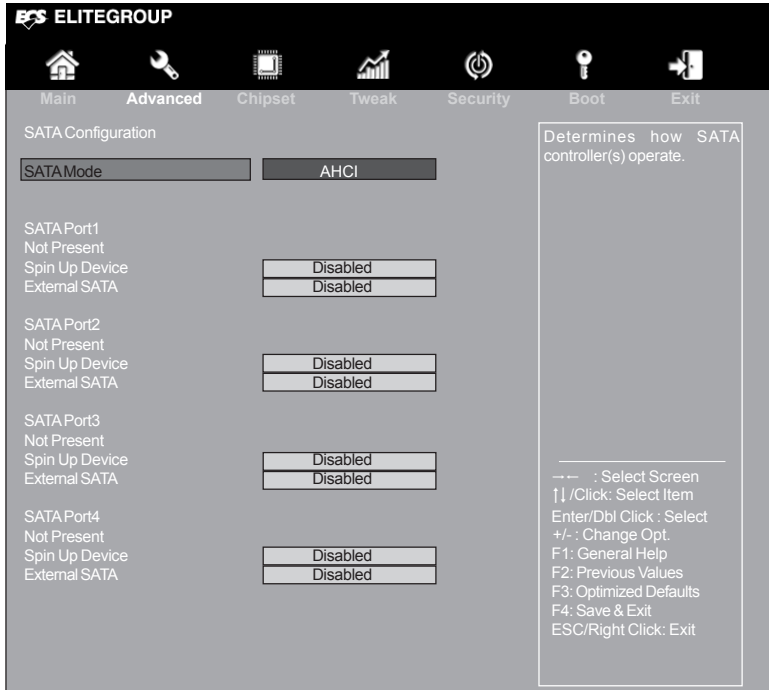 ECS ELITEGROUP
Main Advanced Chipset Tweak Security Boot Exit
SATA Configuration
SATA Mode AHCI
SATA Port1
Not Present
Spin Up Device Disabled
External SATA Disabled
SATA Port2
Not Present
Spin Up Device Disabled
External SATA Disabled
SATA Port3
Not Present
Spin Up Device Disabled
External SATA Disabled
SATA Port4
Not Present
Spin Up Device Disabled
External SATA Disabled
Determines how SATA
controller(s) operate.
→← : Select Screen
↑↓/Click: Select Item
Enter/Dbl Click : Select
+/- : Change Opt.
F1: General Help
F2: Previous Values
F3: Optimized Defaults
F4: Save & Exit
ESC/Right Click: Exit